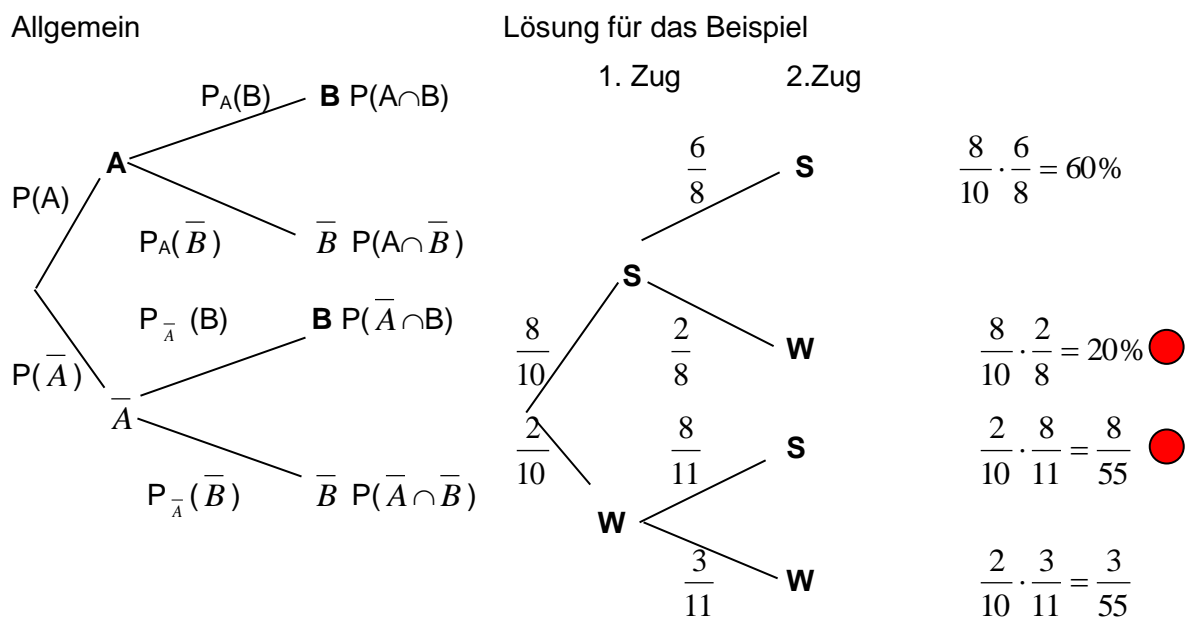 Allgemein
P_A(B) B P(A∩B)
A
P(A)
P_A(B̅) B̅ P(A∩B̅)
P_A̅ (B) B P(A̅∩B)
P(A̅)
A̅
P_A̅(B̅) B̅ P(A̅∩B̅)
Lösung für das Beispiel
1. Zug 2.Zug
6/8 S 8/10 · 6/8 = 60%
S
8/10 2/8 W 8/10 · 2/8 = 20%
2/10 8/11 S 2/10 · 8/11 = 8/55
W
3/11 W 2/10 · 3/11 = 3/55